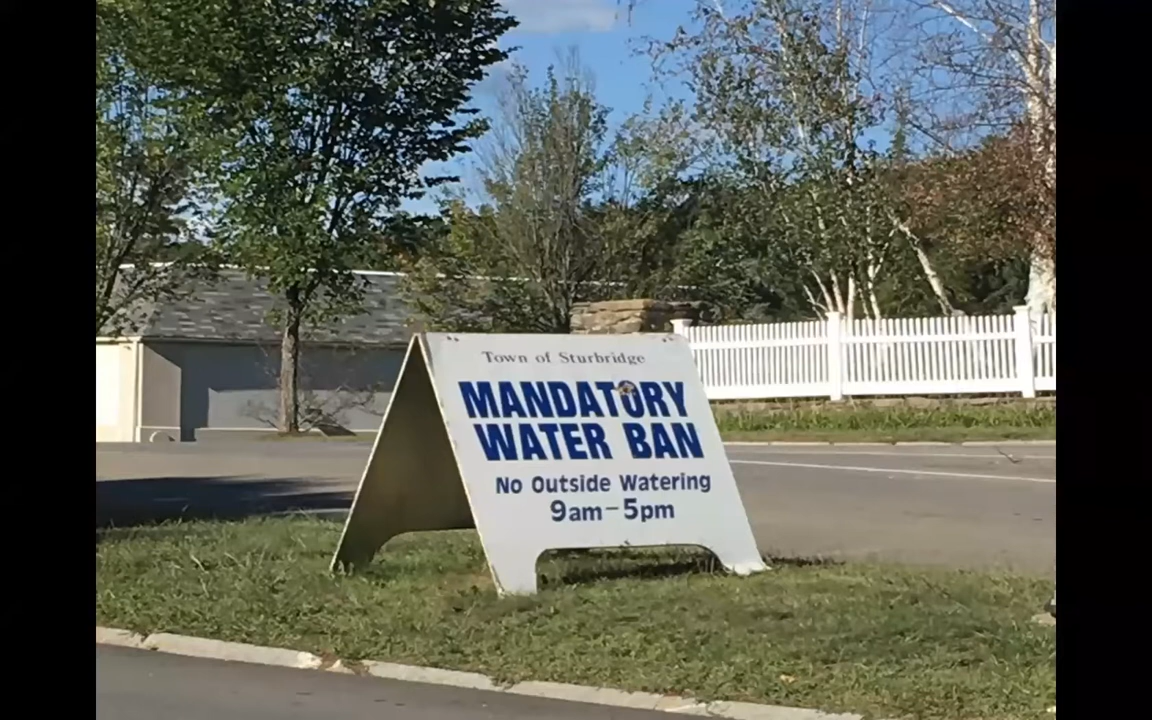 Town of Sturbridge
MANDATORY
WATER BAN
No Outside Watering
9am-5pm